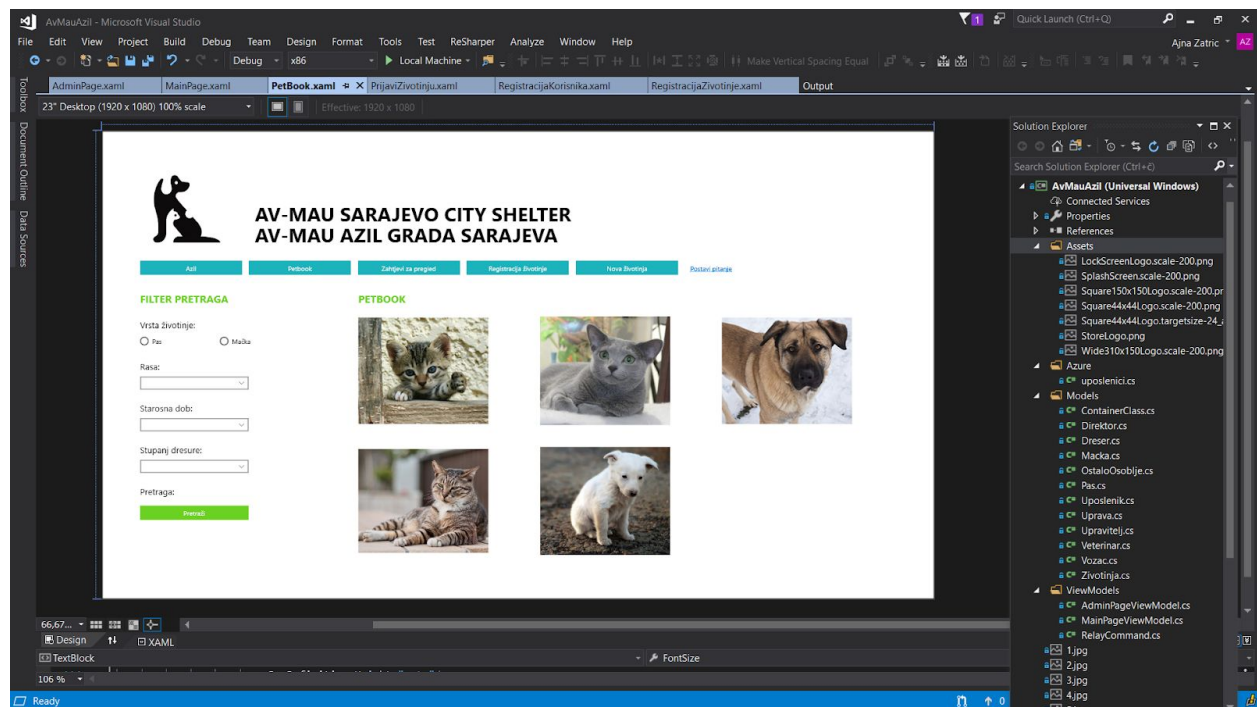 AvMauAzil - Microsoft Visual Studio
1
Quick Launch (Ctrl+Q)
File Edit View Project Build Debug Team Design Format Tools Test ReSharper Analyze Window Help
Ajna Zatric AZ
Debug x86 Local Machine Make Vertical Spacing Equal
Toolbox
Document Outline
Data Sources
AdminPage.xaml MainPage.xaml PetBook.xaml PrijaviZivotinju.xaml RegistracijaKorisnika.xaml RegistracijaZivotinje.xaml Output
23" Desktop (1920 x 1080) 100% scale Effective: 1920 x 1080
AV-MAU SARAJEVO CITY SHELTER
AV-MAU AZIL GRADA SARAJEVA
Azil Petbook Zahtjevi za pregled Registracija životinje Nova životinja Postavi pitanje
FILTER PRETRAGA
Vrsta životinje:
Pas Mačka
Rasa:
Starosna dob:
Stupanj dresure:
Pretraga:
Pretraži
PETBOOK
Solution Explorer
Search Solution Explorer (Ctrl+č)
AvMauAzil (Universal Windows)
Connected Services
Properties
References
Assets
LockScreenLogo.scale-200.png
SplashScreen.scale-200.png
Square150x150Logo.scale-200.pr
Square44x44Logo.scale-200.png
Square44x44Logo.targetsize-24_a
StoreLogo.png
Wide310x150Logo.scale-200.png
Azure
uposlenici.cs
Models
ContainerClass.cs
Direktor.cs
Dreser.cs
Macka.cs
OstaloOsoblje.cs
Pas.cs
Uposlenik.cs
Uprava.cs
Upravitelj.cs
Veterinar.cs
Vozac.cs
Zivotinja.cs
ViewModels
AdminPageViewModel.cs
MainPageViewModel.cs
RelayCommand.cs
1.jpg
2.jpg
3.jpg
4.jpg
66,67...
Design XAML
TextBlock FontSize
106 %
Ready 0